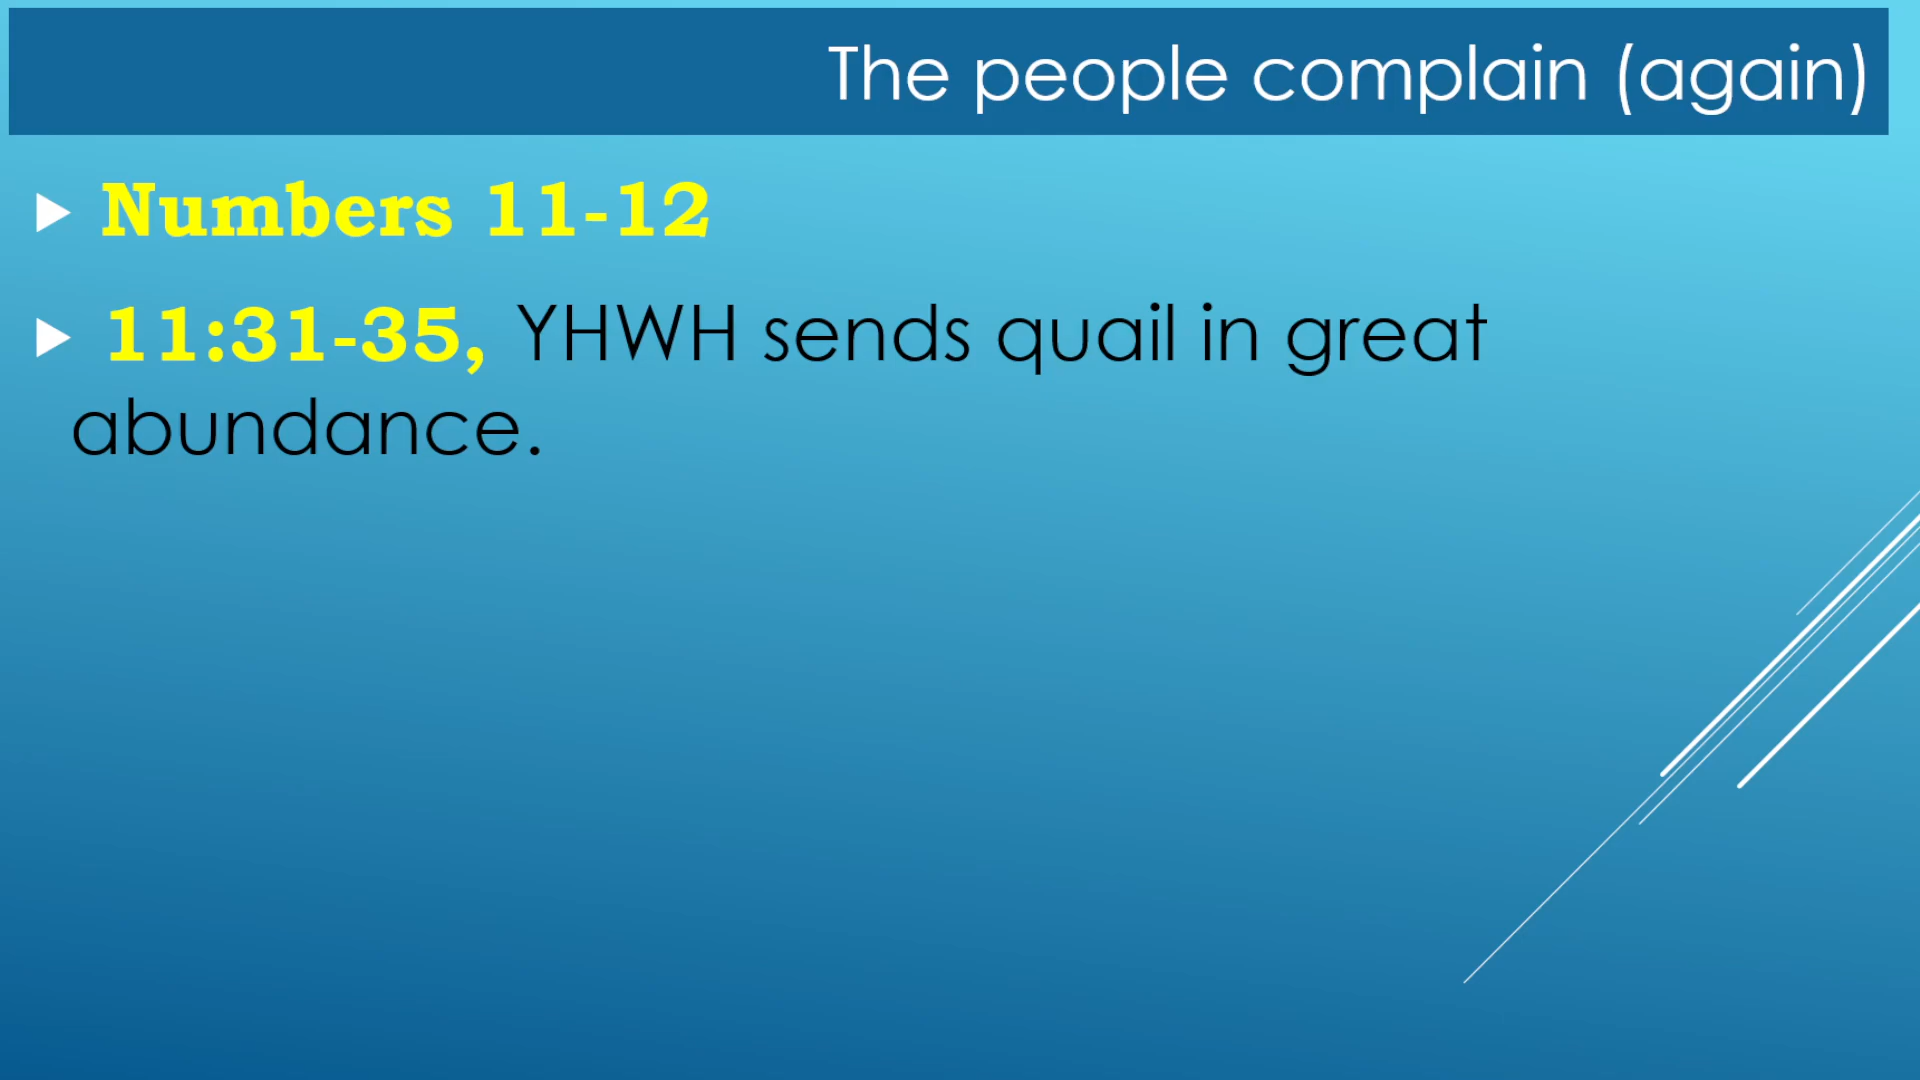 The people complain (again)
Numbers 11-12
11:31-35, YHWH sends quail in great
abundance.